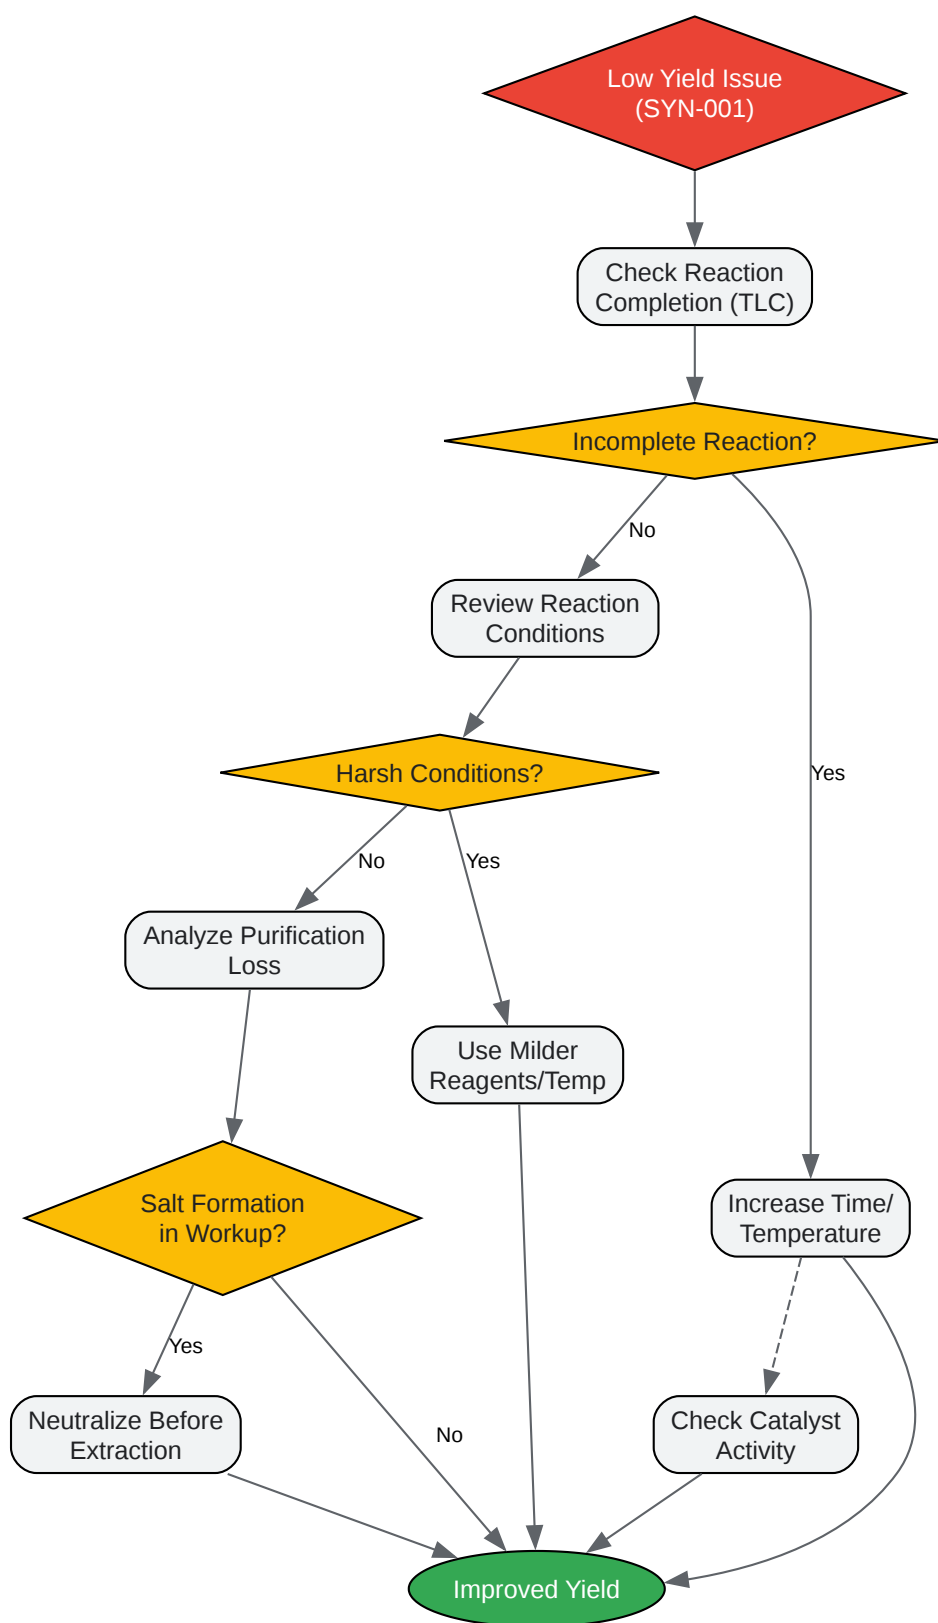 Low Yield Issue
(SYN-001)
Check Reaction
Completion (TLC)
Incomplete Reaction?
No
Review Reaction
Conditions
Harsh Conditions?
Yes
No
Yes
Analyze Purification
Loss
Use Milder
Reagents/Temp
Salt Formation
in Workup?
Increase Time/
Temperature
Yes
No
Neutralize Before
Extraction
Check Catalyst
Activity
Improved Yield